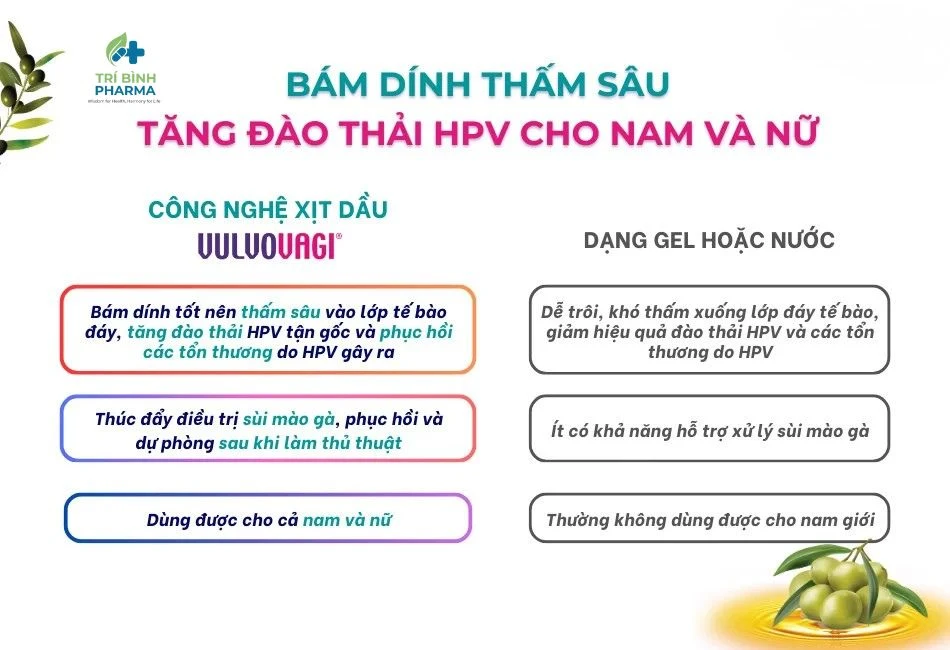 TRÍ BÌNH
PHARMA
Wisdom for Health, Harmony for Life
BÁM DÍNH THẤM SÂU
TĂNG ĐÀO THẢI HPV CHO NAM VÀ NỮ
CÔNG NGHỆ XỊT DẦU
VULVOVAGI®
Bám dính tốt nên thấm sâu vào lớp tế bào
đáy, tăng đào thải HPV tận gốc và phục hồi
các tổn thương do HPV gây ra
Thúc đẩy điều trị sùi mào gà, phục hồi và
dự phòng sau khi làm thủ thuật
Dùng được cho cả nam và nữ
DẠNG GEL HOẶC NƯỚC
Dễ trôi, khó thấm xuống lớp đáy tế bào,
giảm hiệu quả đào thải HPV và các tổn
thương do HPV
Ít có khả năng hỗ trợ xử lý sùi mào gà
Thường không dùng được cho nam giới